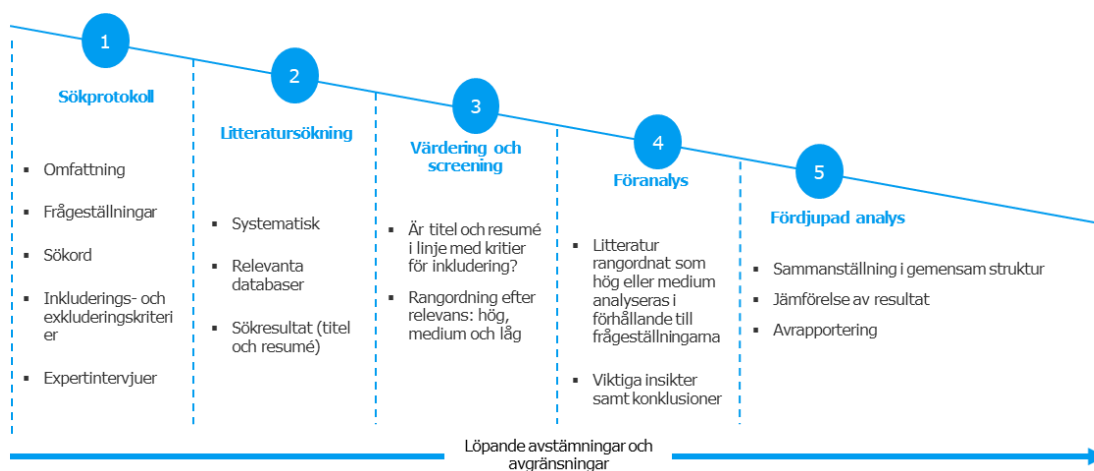 1
Sökprotokoll
▪ Omfattning
▪ Frågeställningar
▪ Sökord
▪ Inkluderings- och
exkluderingskriteri
er
▪ Expertintervjuer
2
Litteratursökning
▪ Systematisk
▪ Relevanta
databaser
▪ Sökresultat (titel
och resumé)
3
Värdering och
screening
▪ Är titel och resumé
i linje med kritier
för inkludering?
▪ Rangordning efter
relevans: hög,
medium och låg
4
Föranalys
▪ Litteratur
rangordnat som
hög eller medium
analyseras i
förhållande till
frågeställningarna
▪ Viktiga insikter
samt konklusioner
5
Fördjupad analys
▪ Sammanställning i gemensam struktur
▪ Jämförelse av resultat
▪ Avrapportering
Löpande avstämningar och
avgränsningar